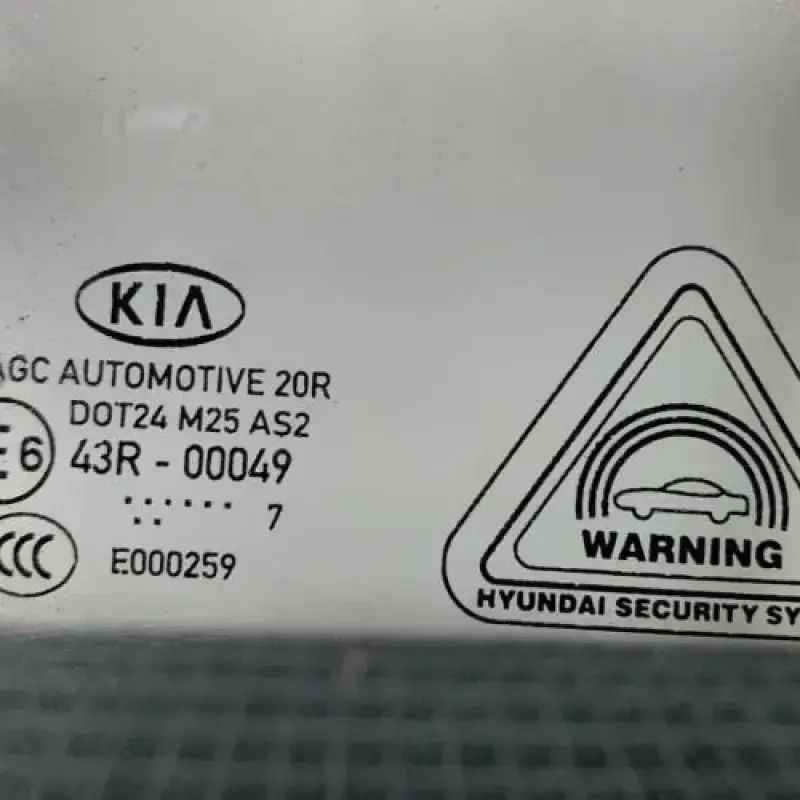 KIA
AGC AUTOMOTIVE 20R
DOT24 M25 AS2
E6
43R - 00049
7
CCC
E000259
WARNING
HYUNDAI SECURITY SY